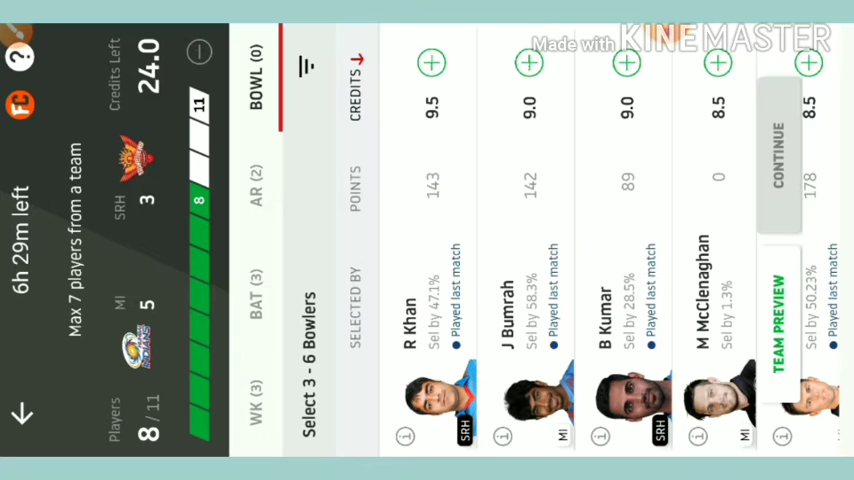 Made with KINEMASTER
6h 29m left
?
FC
Max 7 players from a team
Players
8 / 11
MI
5
SRH
3
Credits Left
24.0
8
11
WK (3)
BAT (3)
AR (2)
BOWL (0)
Select 3 - 6 Bowlers
SELECTED BY
POINTS
CREDITS
SRH
R Khan
Sel by 47.1%
Played last match
143
9.5
MI
J Bumrah
Sel by 58.3%
Played last match
142
9.0
SRH
B Kumar
Sel by 28.5%
Played last match
89
9.0
MI
M McClenaghan
Sel by 1.3%
0
8.5
Sel by 50.23%
Played last match
178
8.5
TEAM PREVIEW
CONTINUE